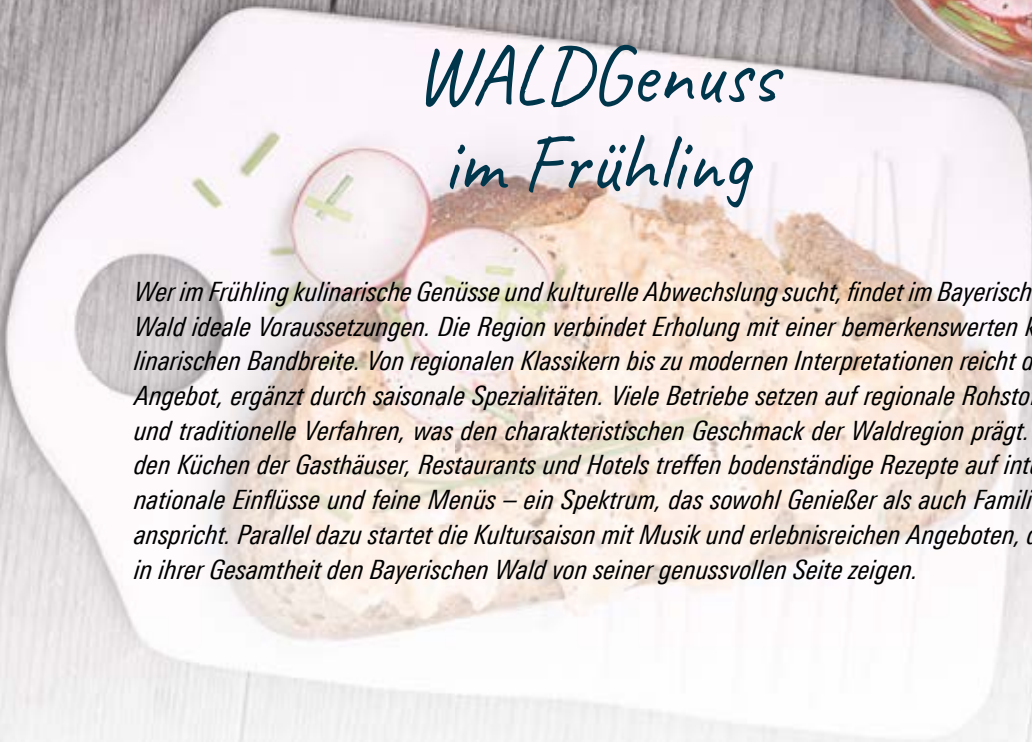 WALDGenuss
im Frühling
Wer im Frühling kulinarische Genüsse und kulturelle Abwechslung sucht, findet im Bayerisch
Wald ideale Voraussetzungen. Die Region verbindet Erholung mit einer bemerkenswerten
linarischen Bandbreite. Von regionalen Klassikern bis zu modernen Interpretationen reicht d
Angebot, ergänzt durch saisonale Spezialitäten. Viele Betriebe setzen auf regionale Rohsto
und traditionelle Verfahren, was den charakteristischen Geschmack der Waldregion prägt.
den Küchen der Gasthäuser, Restaurants und Hotels treffen bodenständige Rezepte auf int
nationale Einflüsse und feine Menüs – ein Spektrum, das sowohl Genießer als auch Famili
anspricht. Parallel dazu startet die Kultursaison mit Musik und erlebnisreichen Angeboten,
in ihrer Gesamtheit den Bayerischen Wald von seiner genussvollen Seite zeigen.